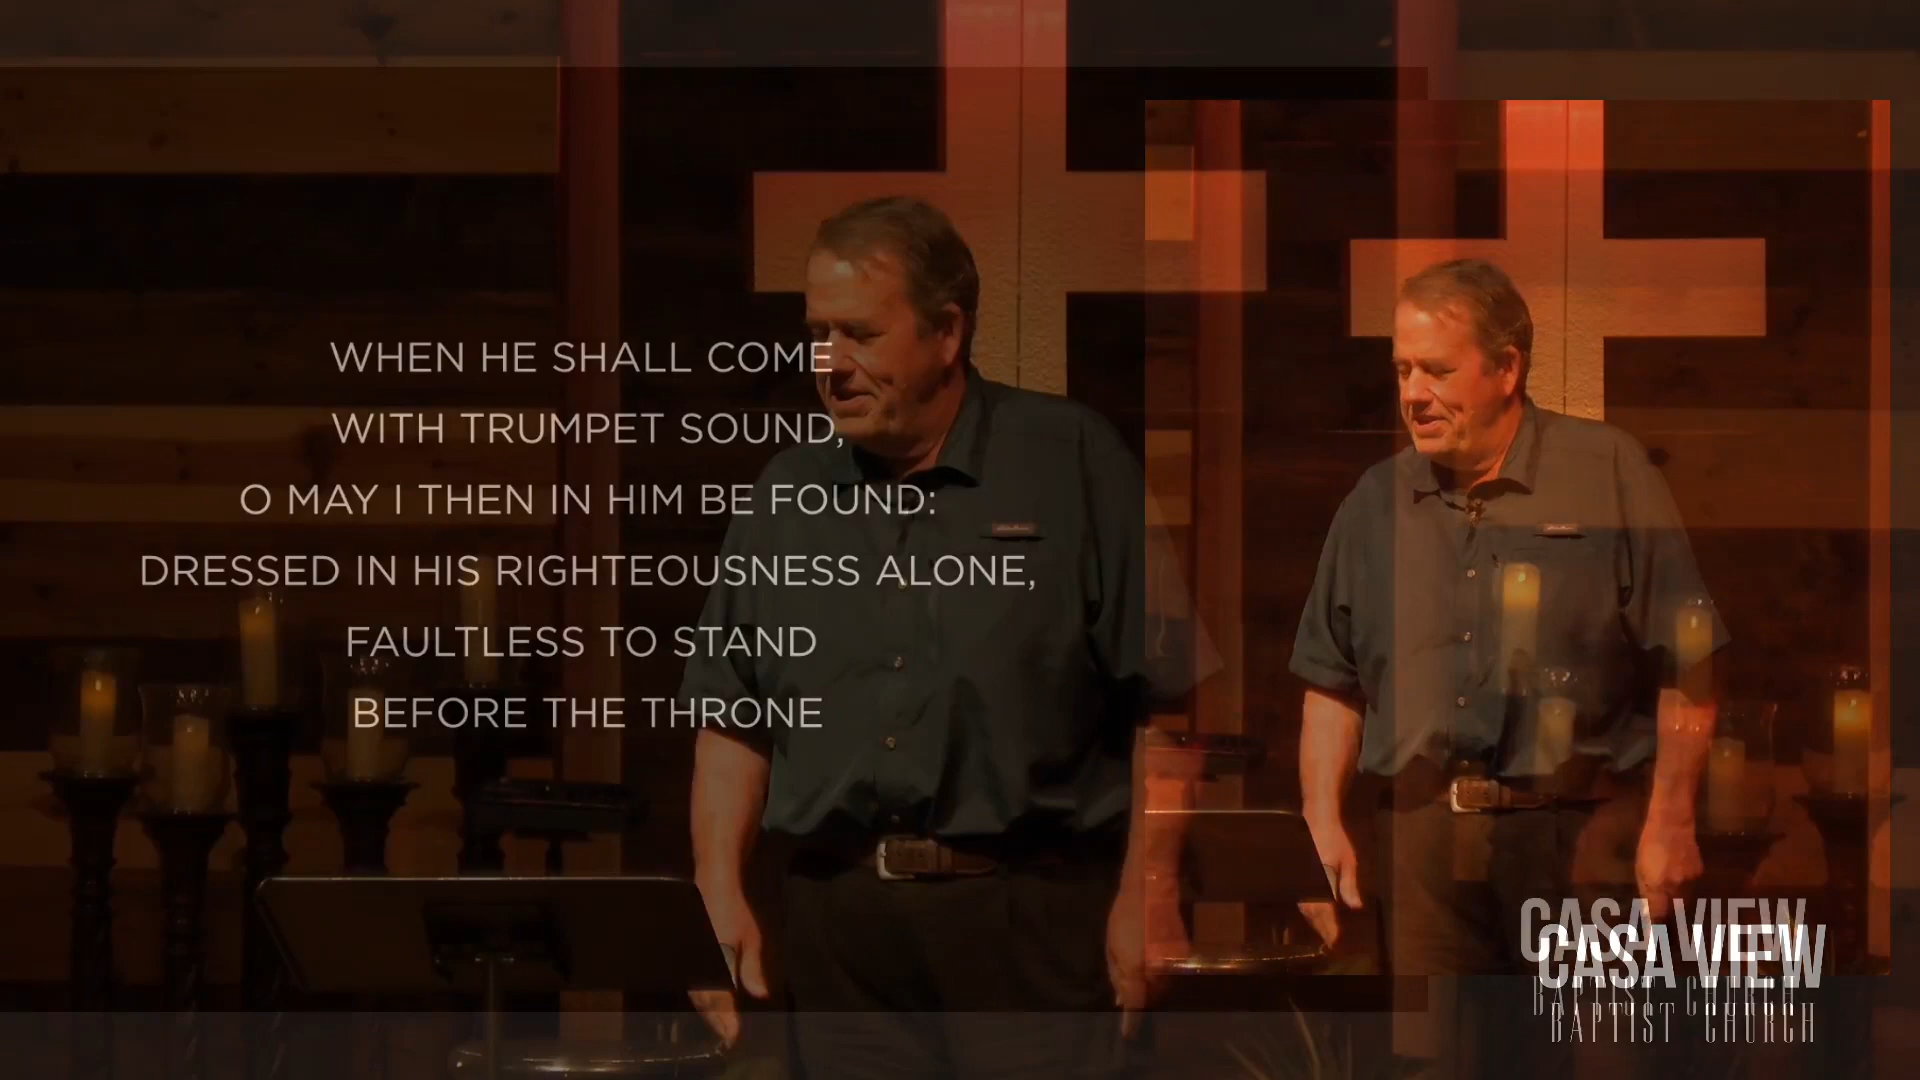 WHEN HE SHALL COME
WITH TRUMPET SOUND,
O MAY I THEN IN HIM BE FOUND:
DRESSED IN HIS RIGHTEOUSNESS ALONE,
FAULTLESS TO STAND
BEFORE THE THRONE
CASA VIEW
BAPTIST CHURCH
CASA VIEW
BAPTIST CHURCH